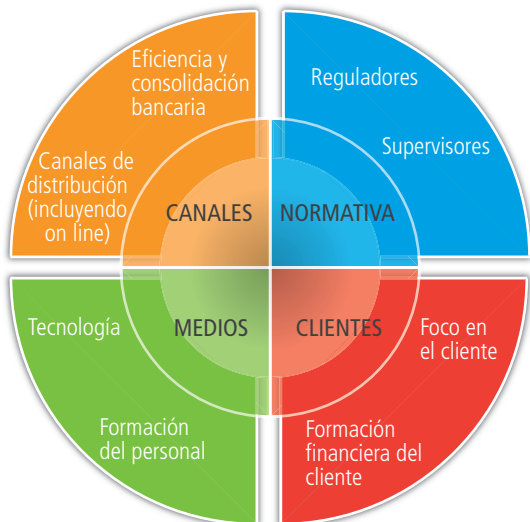 Eficiencia y
consolidación
bancaria
Canales de
distribución
(incluyendo
on line)
CANALES
Reguladores
Supervisores
NORMATIVA
Tecnología
MEDIOS
Formación
del personal
CLIENTES
Foco en
el cliente
Formación
financiera del
cliente